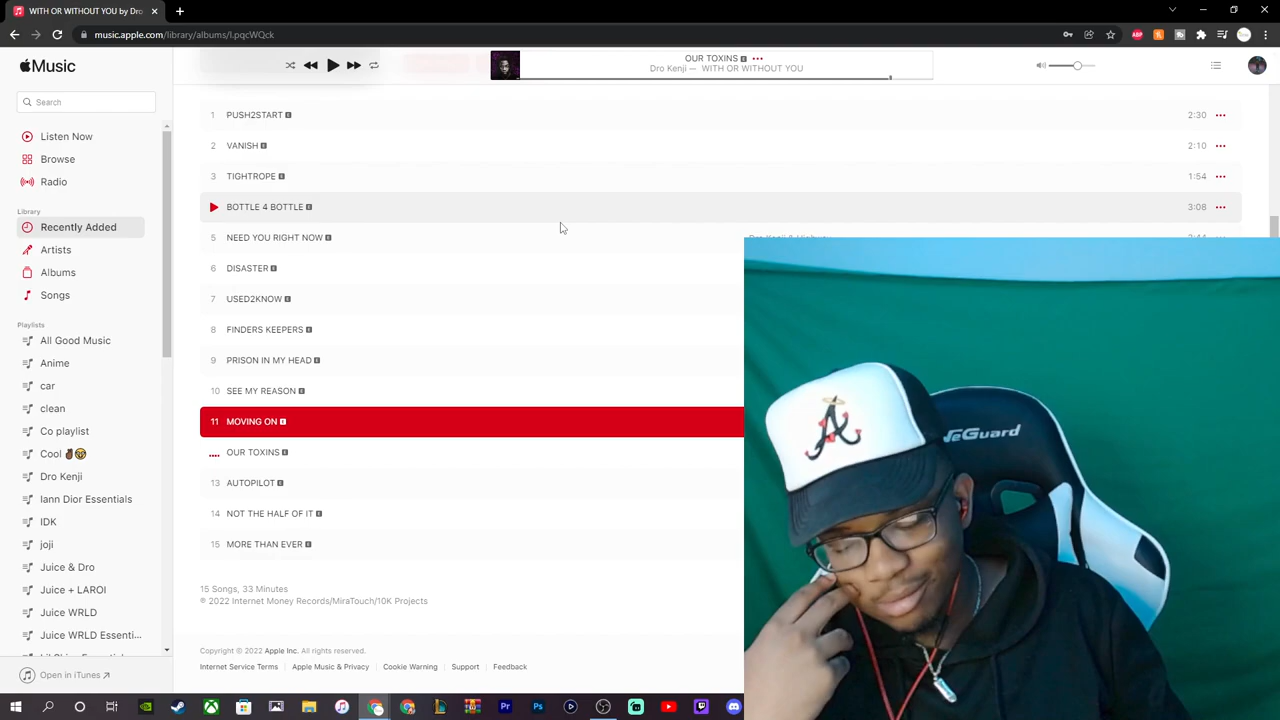 WITH OR WITHOUT YOU by Dro
music.apple.com/library/albums/l.pqcWQck
Music
OUR TOXINS E
Dro Kenji — WITH OR WITHOUT YOU
Search
Listen Now
Browse
Radio
Library
Recently Added
Artists
Albums
Songs
Playlists
All Good Music
Anime
car
clean
Co playlist
Cool ✌🏿🤓
Dro Kenji
Iann Dior Essentials
IDK
joji
Juice & Dro
Juice + LAROI
Juice WRLD
Juice WRLD Essenti...
Open in iTunes ↗
1 PUSH2START E 2:30
2 VANISH E 2:10
3 TIGHTROPE E 1:54
BOTTLE 4 BOTTLE E 3:08
5 NEED YOU RIGHT NOW E
6 DISASTER E
7 USED2KNOW E
8 FINDERS KEEPERS E
9 PRISON IN MY HEAD E
10 SEE MY REASON E
11 MOVING ON E
OUR TOXINS E
13 AUTOPILOT E
14 NOT THE HALF OF IT E
15 MORE THAN EVER E
15 Songs, 33 Minutes
℗ 2022 Internet Money Records/MiraTouch/10K Projects
Copyright © 2022 Apple Inc. All rights reserved.
Internet Service Terms | Apple Music & Privacy | Cookie Warning | Support | Feedback
A